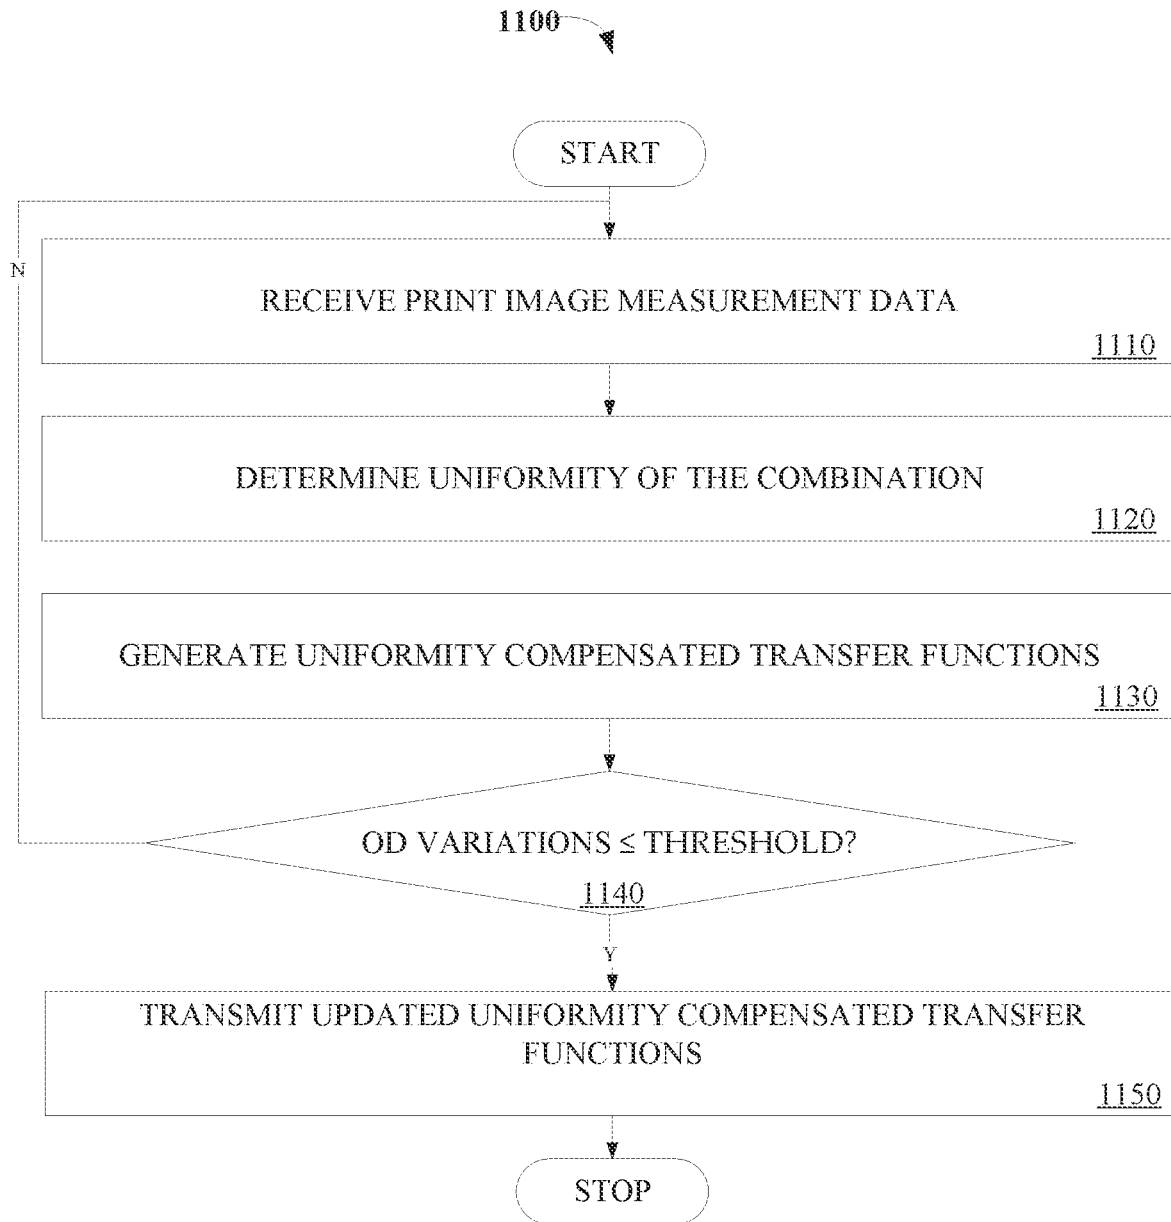 1100
START
N
RECEIVE PRINT IMAGE MEASUREMENT DATA
1110
DETERMINE UNIFORMITY OF THE COMBINATION
1120
GENERATE UNIFORMITY COMPENSATED TRANSFER FUNCTIONS
1130
OD VARIATIONS ≤ THRESHOLD?
1140
Y
TRANSMIT UPDATED UNIFORMITY COMPENSATED TRANSFER
FUNCTIONS
1150
STOP